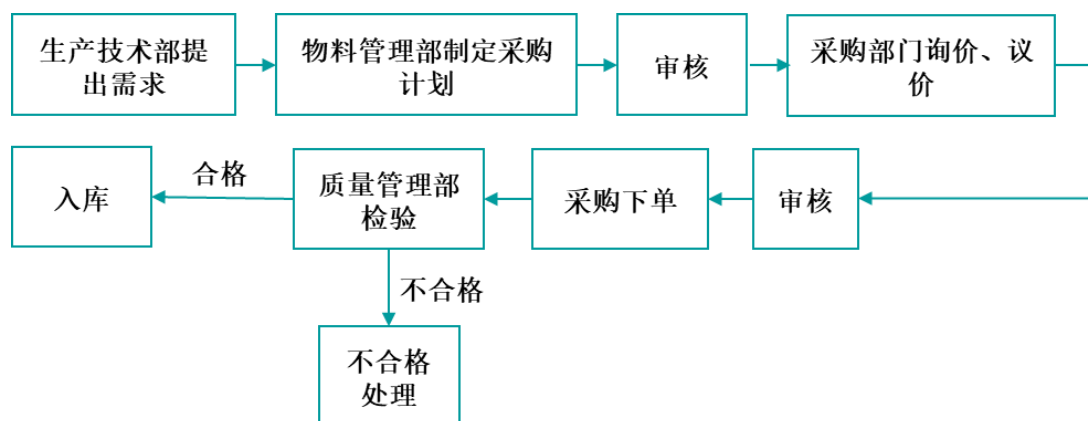 生产技术部提
出需求
物料管理部制定采购
计划
审核
采购部门询价、议
价
入库
合格
质量管理部
检验
采购下单
审核
不合格
不合格
处理